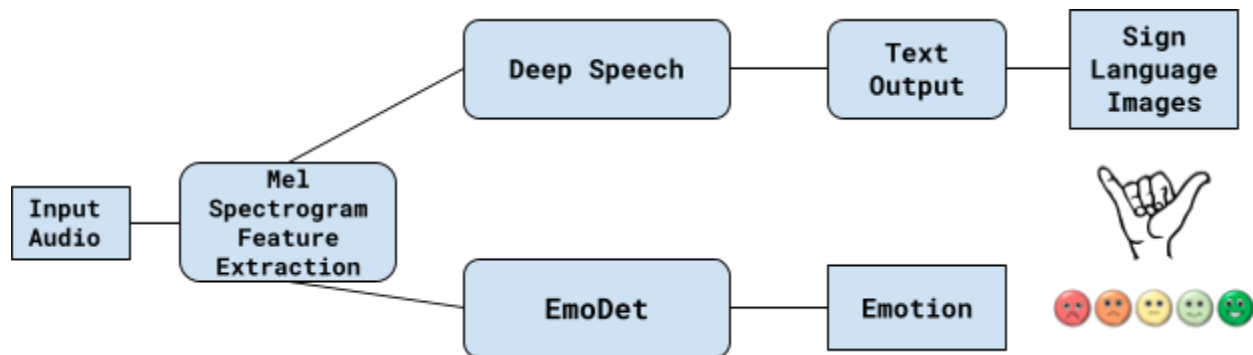 Input
Audio
Mel
Spectrogram
Feature
Extraction
Deep Speech
Text
Output
Sign
Language
Images
EmoDet
Emotion